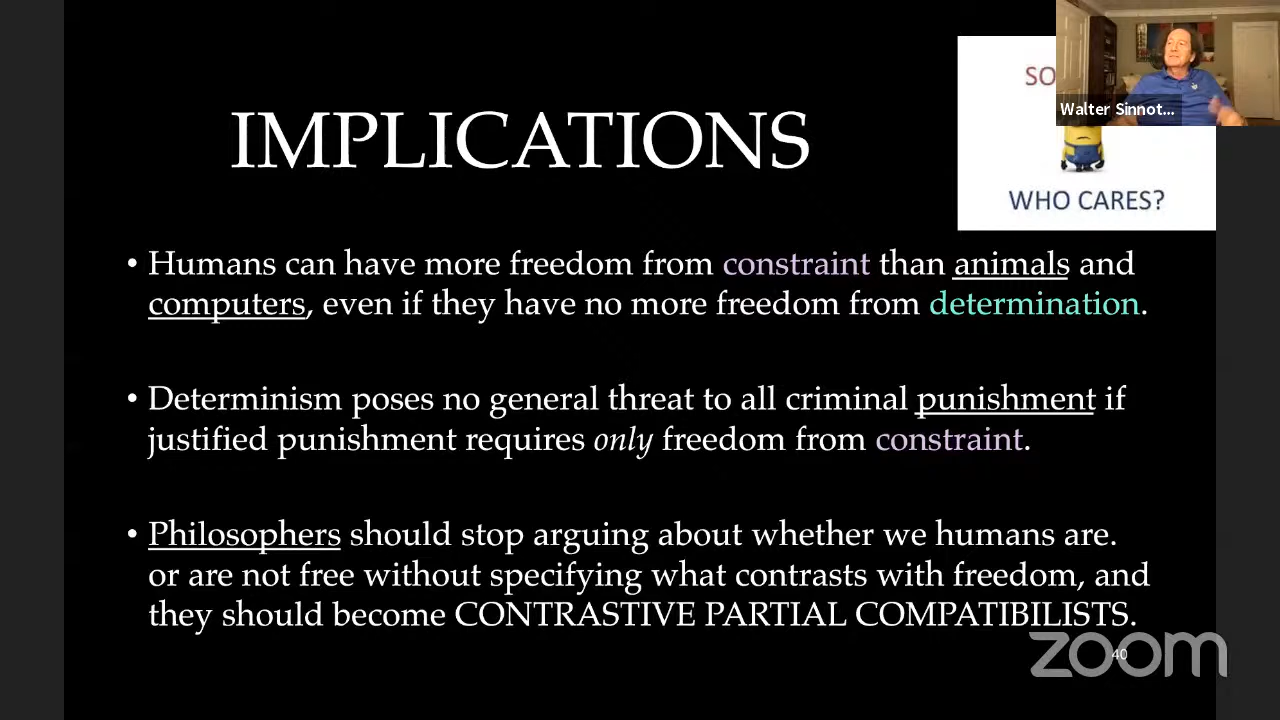 SO
Walter Sinnot...
IMPLICATIONS
WHO CARES?
• Humans can have more freedom from constraint than animals and
computers, even if they have no more freedom from determination.
• Determinism poses no general threat to all criminal punishment if
justified punishment requires only freedom from constraint.
• Philosophers should stop arguing about whether we humans are.
or are not free without specifying what contrasts with freedom, and
they should become CONTRASTIVE PARTIAL COMPATIBILISTS.
40
zoom